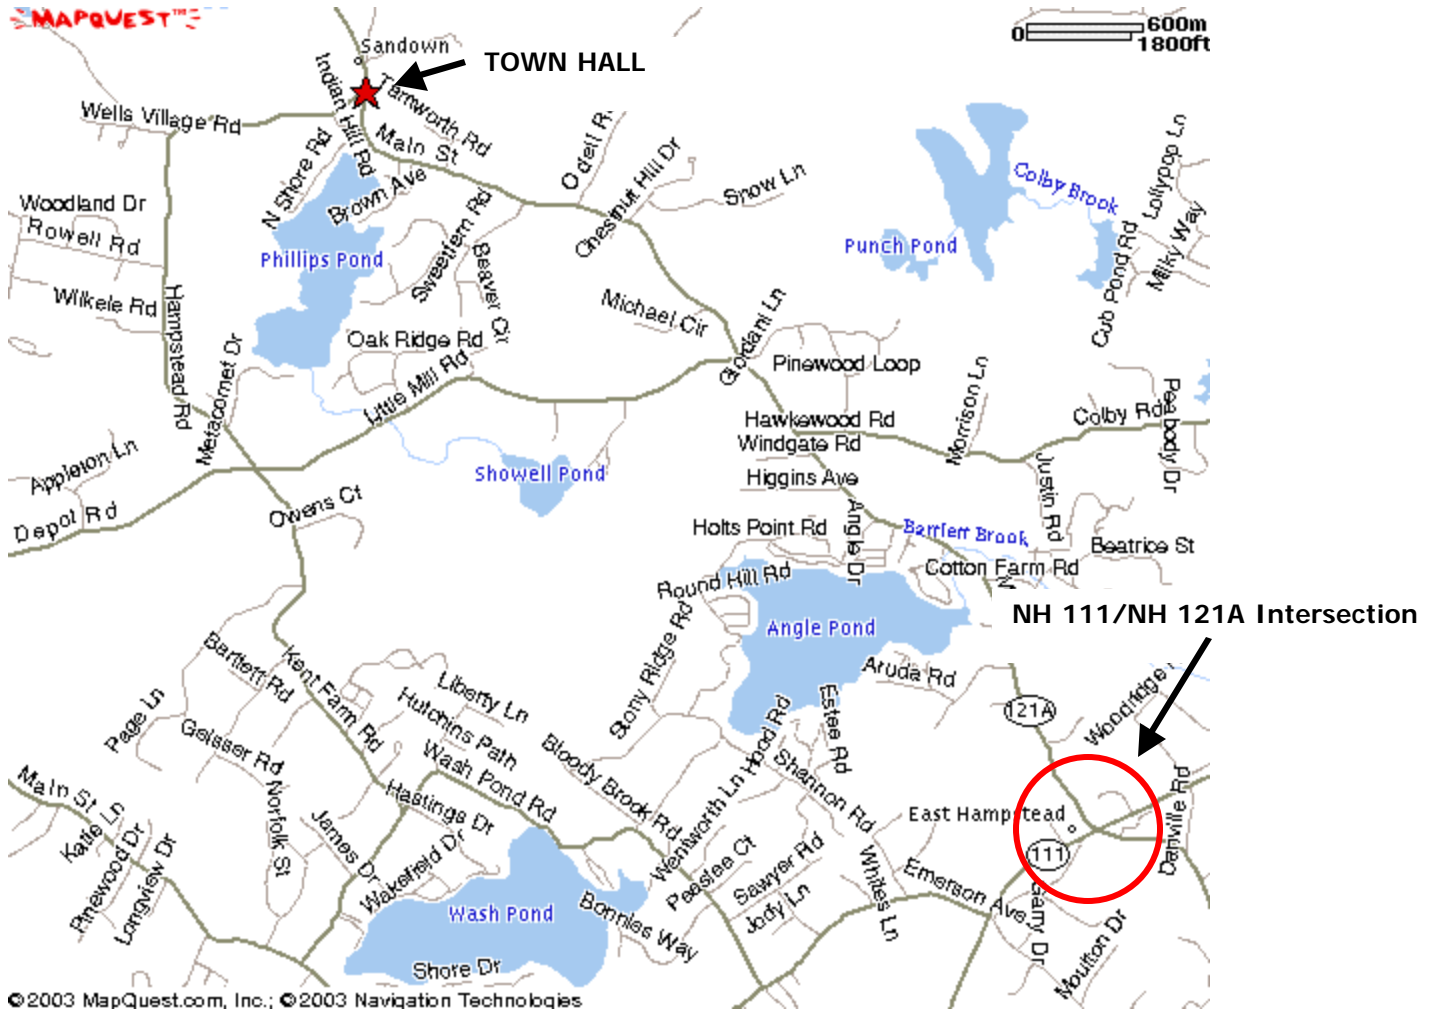 MAPQUEST™
600m
0
1800ft
Sandown
TOWN HALL
Indian Hill Rd
Tarnworth Rd
Wells Village Rd
Main St
N Shore Rd
Brown Ave
Odell R
Chestnut Hill Dr
Snow Ln
Colby Brook
Lollypop Ln
Woodland Dr
Rowell Rd
Phillips Pond
Sweetfern Rd
Beaver Cir
Punch Pond
Cub Pond Rd
Milky Way
Wilkele Rd
Hampstead Rd
Michael Cir
Giordani Ln
Metacomet Dr
Oak Ridge Rd
Little Mill Rd
Pinewood Loop
Morrison Ln
Peabody Dr
Colby Rd
Hawkewood Rd
Windgate Rd
Appleton Ln
Showell Pond
Higgins Ave
Justin Rd
Depot Rd
Owens Ct
Holts Point Rd
Angle Dr
Bartlett Brook
Beatrice St
Round Hill Rd
Cotton Farm Rd
NH 111/NH 121A Intersection
Angle Pond
Stony Ridge Rd
Bartlett Rd
Kent Farm Rd
Liberty Ln
Aruda Rd
Page Ln
Hutchins Path
Estee Rd
121A
Woodridge
Geisser Rd
Wash Pond Rd
Bloody Brook Rd
Hood Rd
Shannon Rd
Main St
Katie Ln
Norfolk St
Hastings Dr
Wentworth Ln
East Hampstead
Danville Rd
Pinewood Dr
Longview Dr
James Dr
Wakefield Dr
Peaslee Ct
Sawyer Rd
Jody Ln
Whites Ln
111
Emerson Ave
Wash Pond
Bonnies Way
Garry Dr
Moulton Dr
Shore Dr
©2003 MapQuest.com, Inc.; ©2003 Navigation Technologies